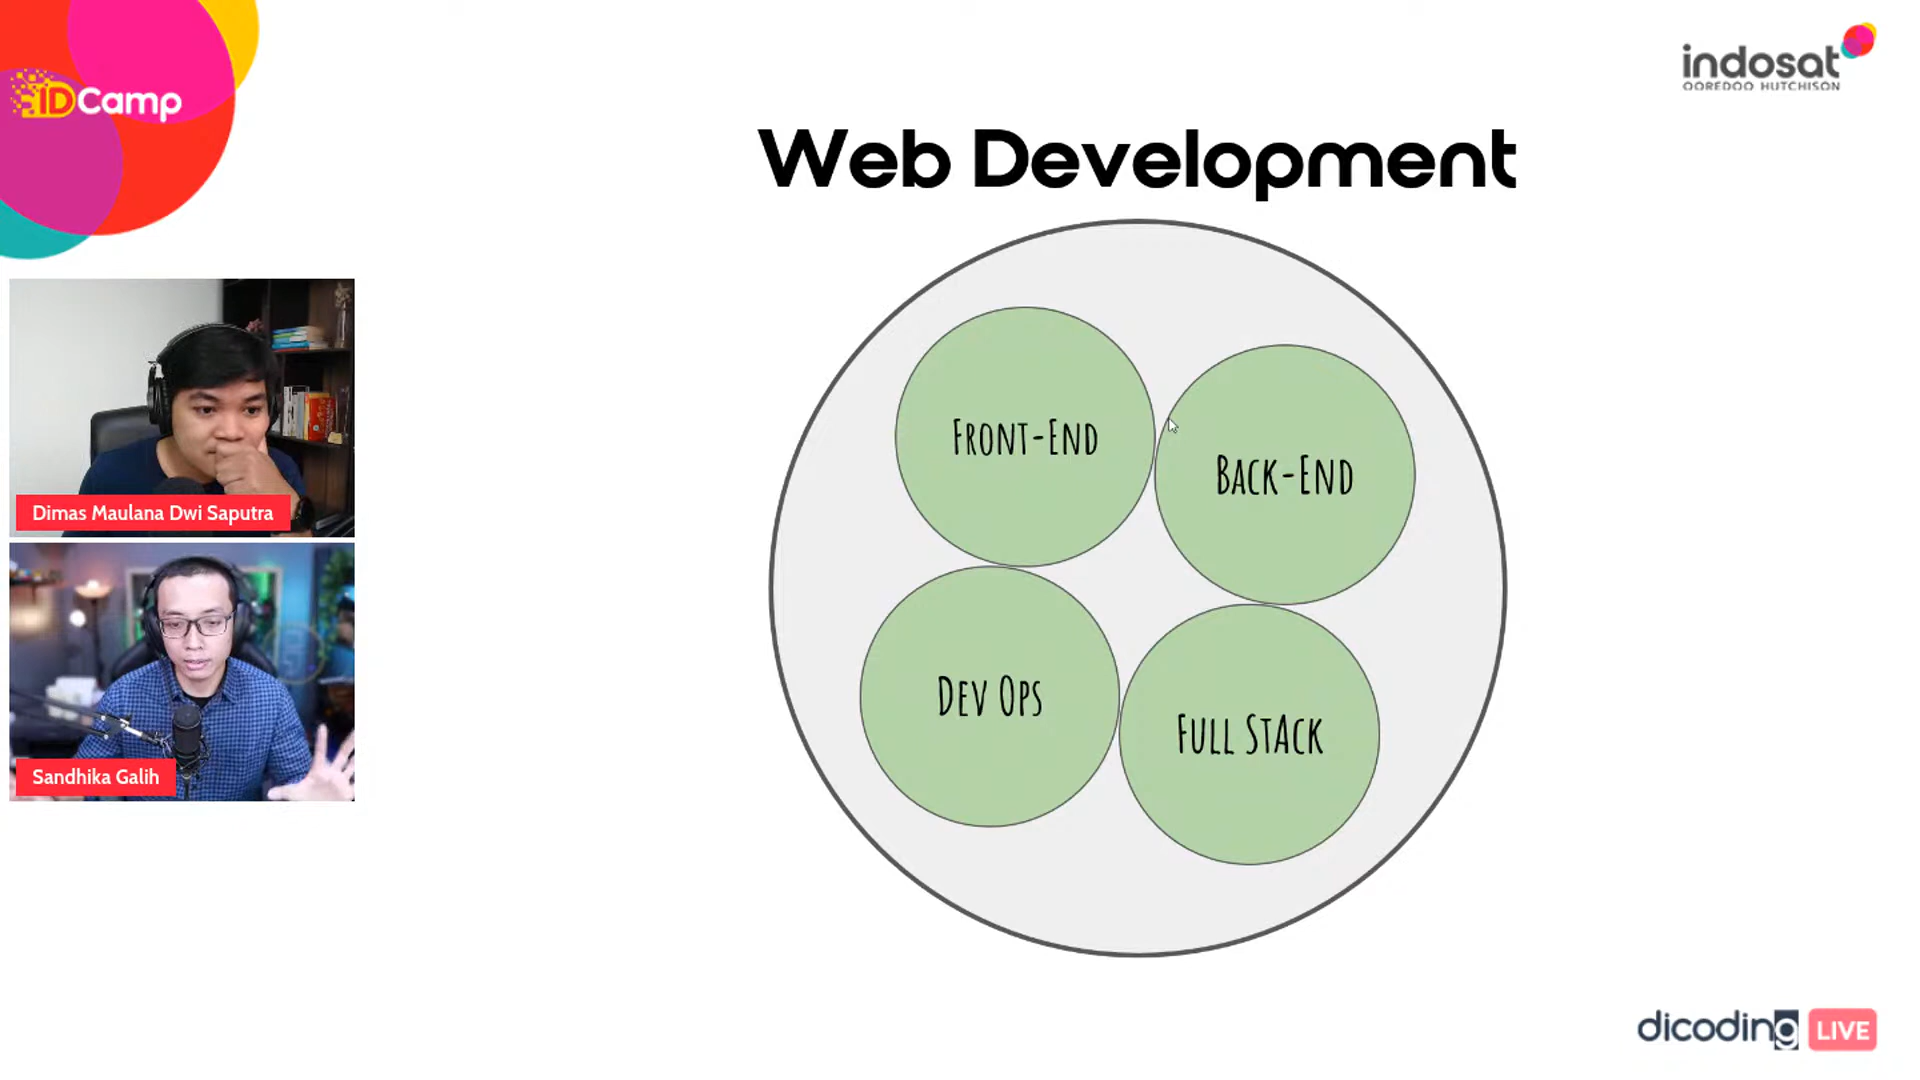 IDCamp
indosat
OOREDOO HUTCHISON
Web Development
Front-End
Back-End
Dev Ops
Full Stack
Dimas Maulana Dwi Saputra
Sandhika Galih
dicoding LIVE